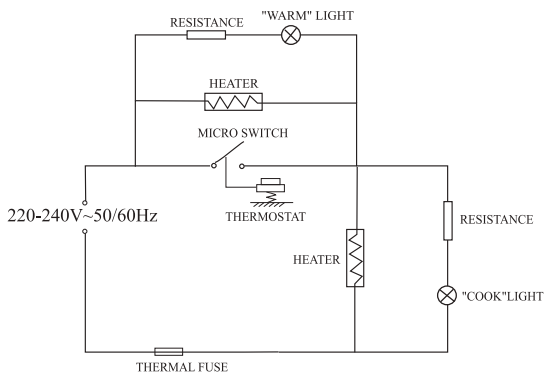 "WARM" LIGHT
RESISTANCE
HEATER
MICRO SWITCH
THERMOSTAT
220-240V~50/60Hz
RESISTANCE
HEATER
"COOK"LIGHT
THERMAL FUSE